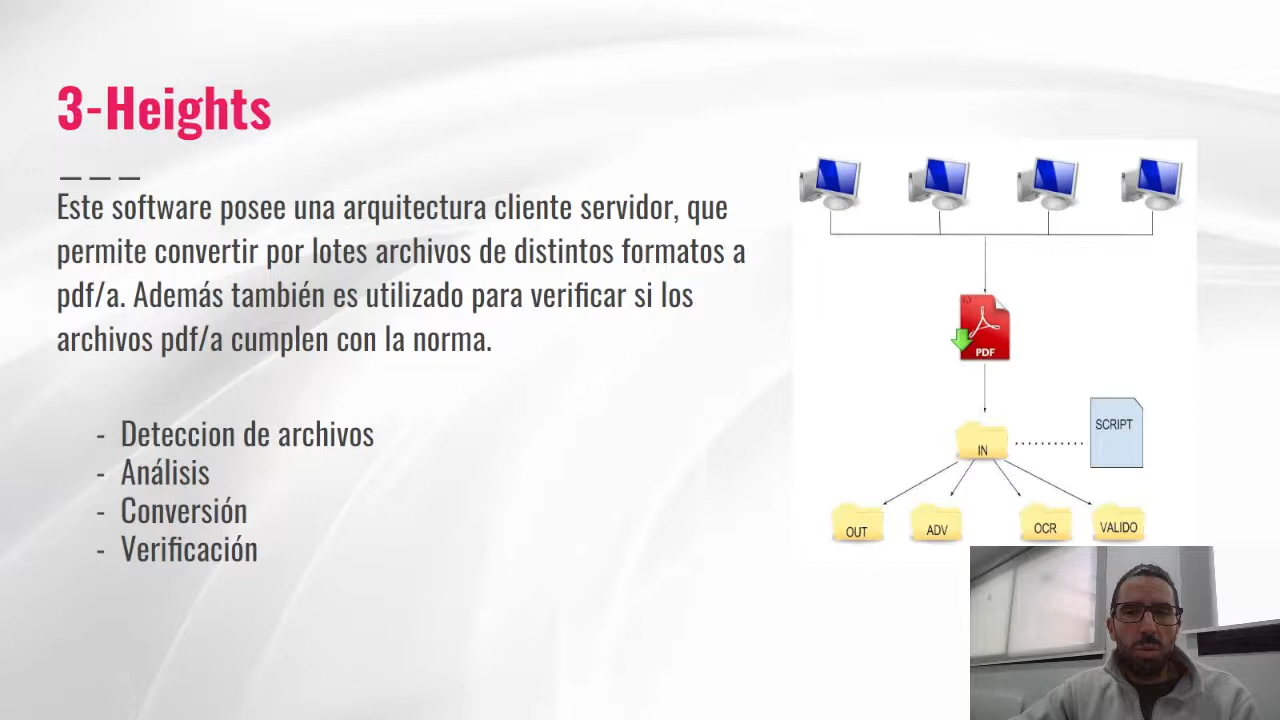 3-Heights
Este software posee una arquitectura cliente servidor, que
permite convertir por lotes archivos de distintos formatos a
pdf/a. Además también es utilizado para verificar si los
archivos pdf/a cumplen con la norma.
- Deteccion de archivos
- Análisis
- Conversión
- Verificación
PDF
SCRIPT
IN
OUT
ADV
OCR
VALIDO